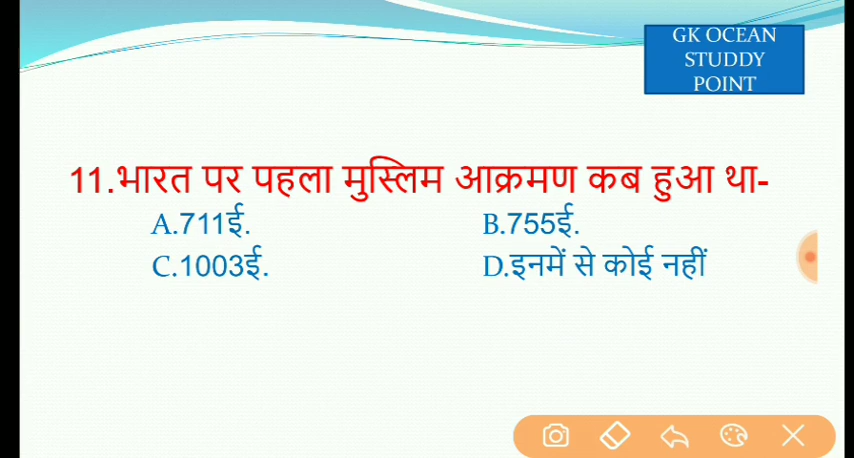 GK OCEAN
STUDDY
POINT
11.भारत पर पहला मुस्लिम आक्रमण कब हुआ था-
A.711ई. B.755ई.
C.1003ई. D.इनमें से कोई नहीं